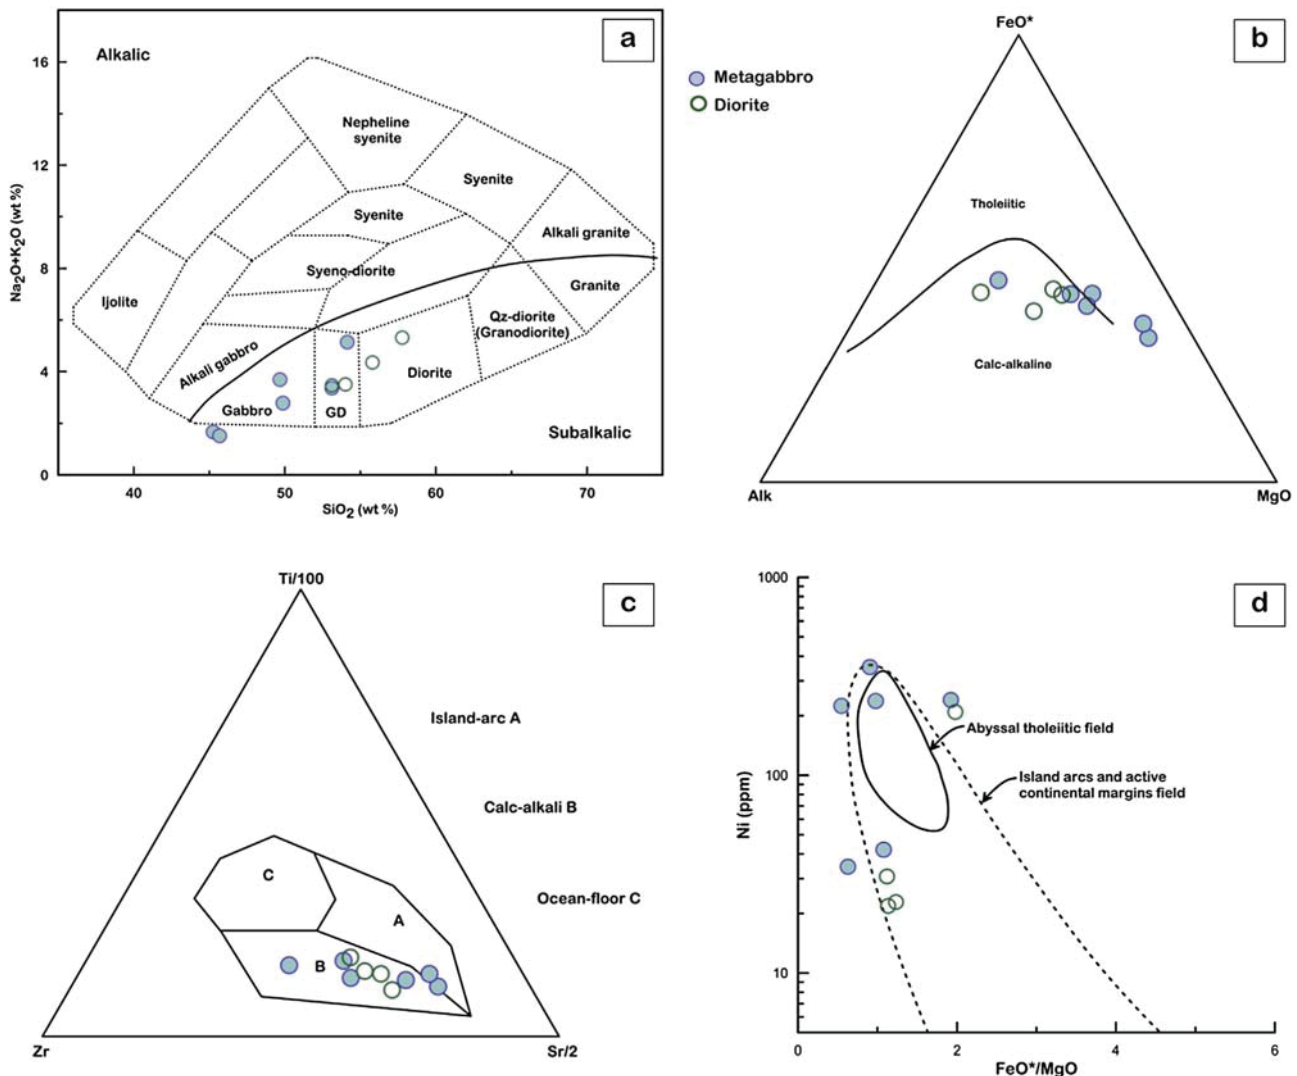 a
Alkalic
16
12
8
4
0
Na2O+K2O (wt %)
Nepheline
syenite
Syenite
Syenite
Alkali granite
Syeno-diorite
Ijolite
Granite
Qz-diorite
(Granodiorite)
Alkali gabbro
Diorite
Gabbro
GD
Subalkalic
40
50
60
70
SiO2 (wt %)
b
FeO*
Metagabbro
Diorite
Tholeiitic
Calc-alkaline
Alk
MgO
c
Ti/100
Island-arc A
Calc-alkali B
Ocean-floor C
C
A
B
Zr
Sr/2
d
1000
100
10
Ni (ppm)
Abyssal tholeiitic field
Island arcs and active
continental margins field
0
2
4
6
FeO*/MgO